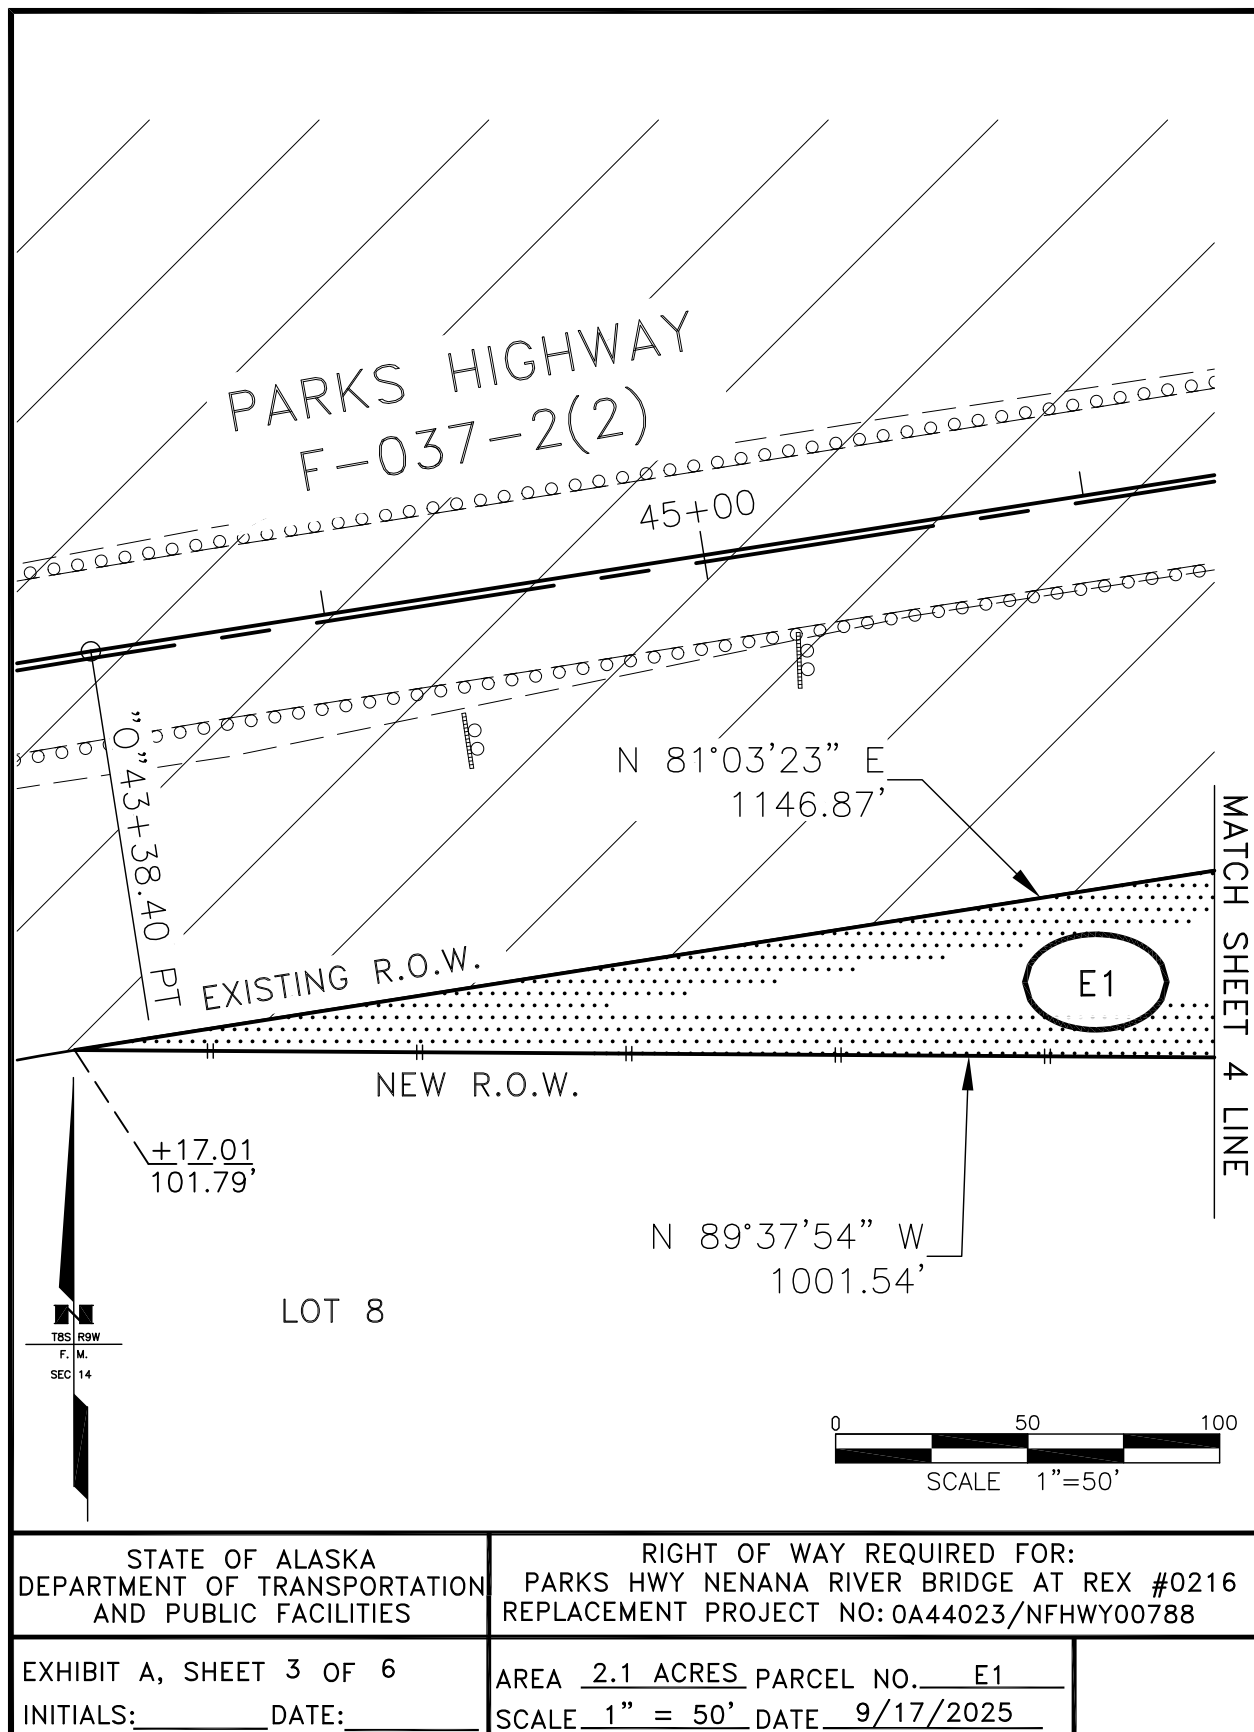 PARKS HIGHWAY
F-037-2(2)
45+00
"O"43+38.40 PT
N 81°03'23" E
1146.87'
MATCH SHEET 4 LINE
EXISTING R.O.W.
E1
NEW R.O.W.
+17.01
101.79'
N 89°37'54" W
1001.54'
LOT 8
N
T8S R9W
F. M.
SEC 14
0 50 100
SCALE 1"=50'
STATE OF ALASKA
DEPARTMENT OF TRANSPORTATION
AND PUBLIC FACILITIES
RIGHT OF WAY REQUIRED FOR:
PARKS HWY NENANA RIVER BRIDGE AT REX #0216
REPLACEMENT PROJECT NO: 0A44023/NFHWY00788
EXHIBIT A, SHEET 3 OF 6
INITIALS:________ DATE:________
AREA 2.1 ACRES PARCEL NO. E1
SCALE 1" = 50' DATE 9/17/2025